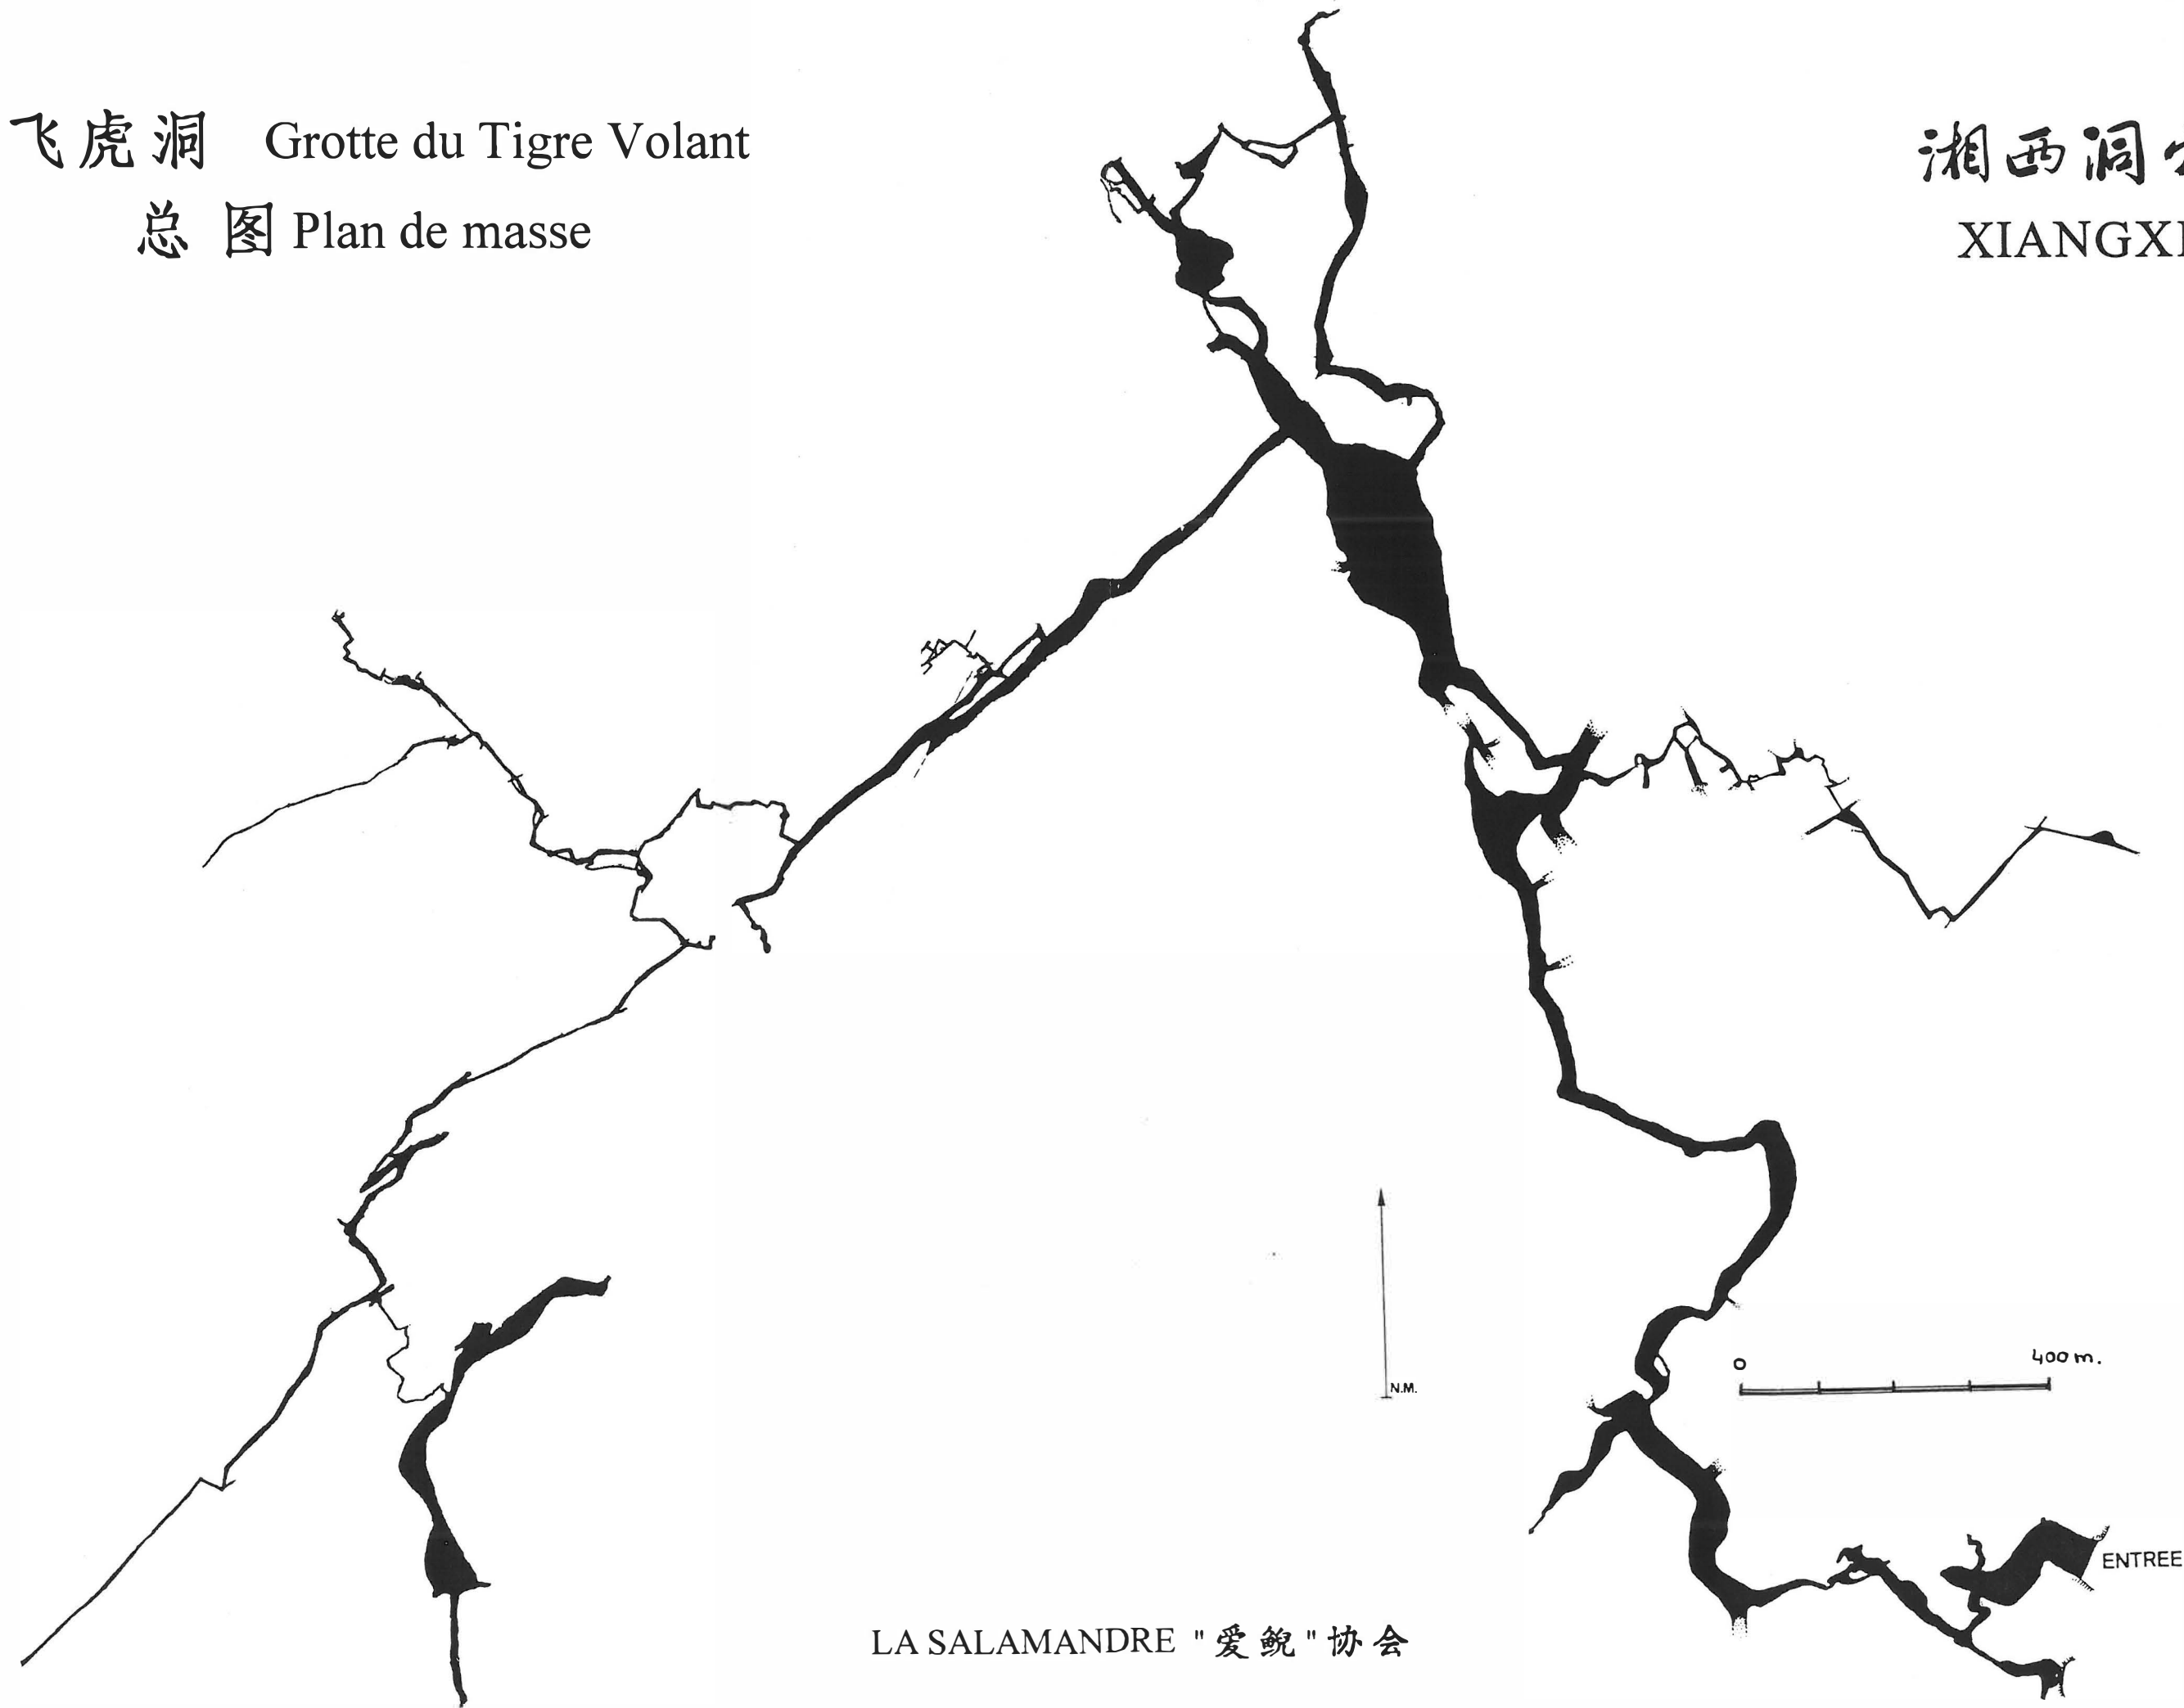 飞虎洞 Grotte du Tigre Volant
总图 Plan de masse
湘西洞
XIANGXI
0 400 m.
N.M.
ENTREE
LA SALAMANDRE "爱鲵"协会